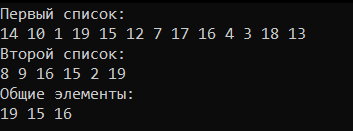 Первый список:
14 10 1 19 15 12 7 17 16 4 3 18 13
Второй список:
8 9 16 15 2 19
Общие элементы:
19 15 16